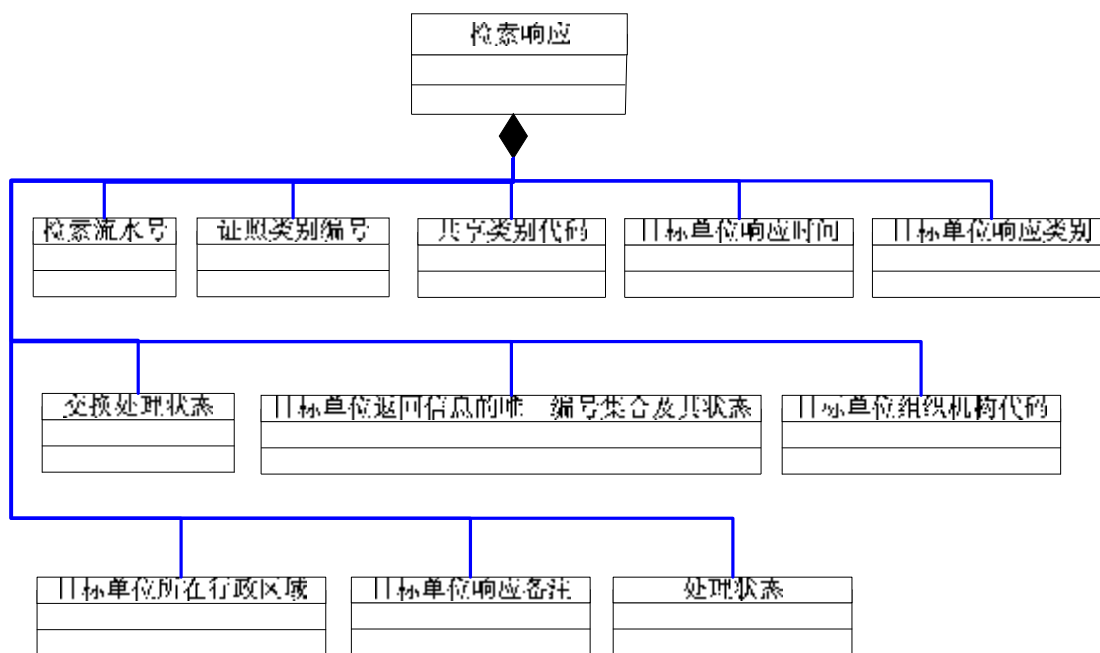 检索响应
检索流水号
证照类别编号
共享类别代码
目标单位响应时间
目标单位响应类别
交换处理状态
目标单位返回信息的唯一编号集合及其状态
目标单位组织机构代码
目标单位所在行政区域
目标单位响应备注
处理状态